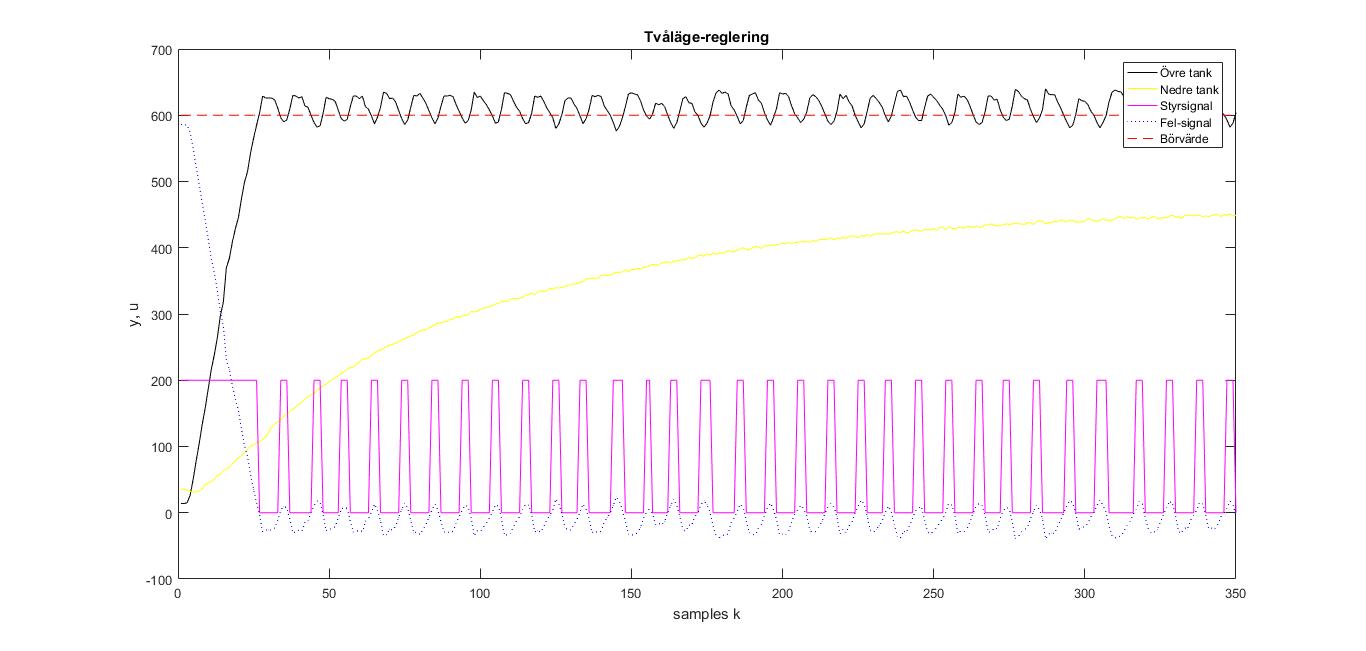 Tvåläge-reglering
700
600
500
400
300
200
100
0
-100
y, u
0 50 100 150 200 250 300 350
samples k
Övre tank
Nedre tank
Styrsignal
Fel-signal
Börvärde